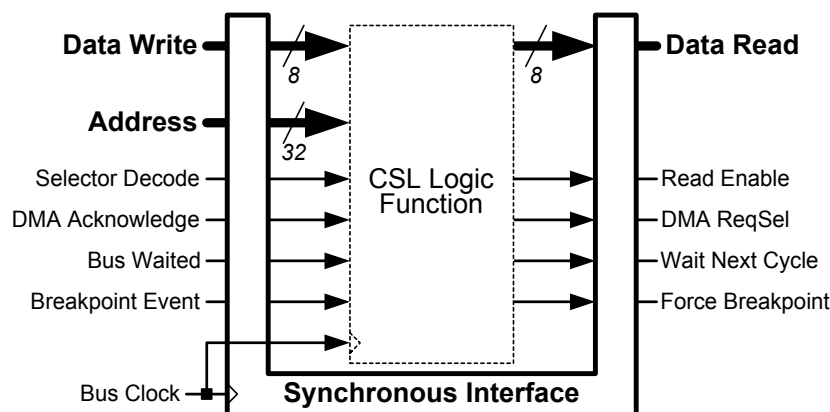 Data Write
8
8
Data Read
Address
32
Selector Decode
CSL Logic
Function
Read Enable
DMA Acknowledge
DMA ReqSel
Bus Waited
Wait Next Cycle
Breakpoint Event
Force Breakpoint
Bus Clock
Synchronous Interface